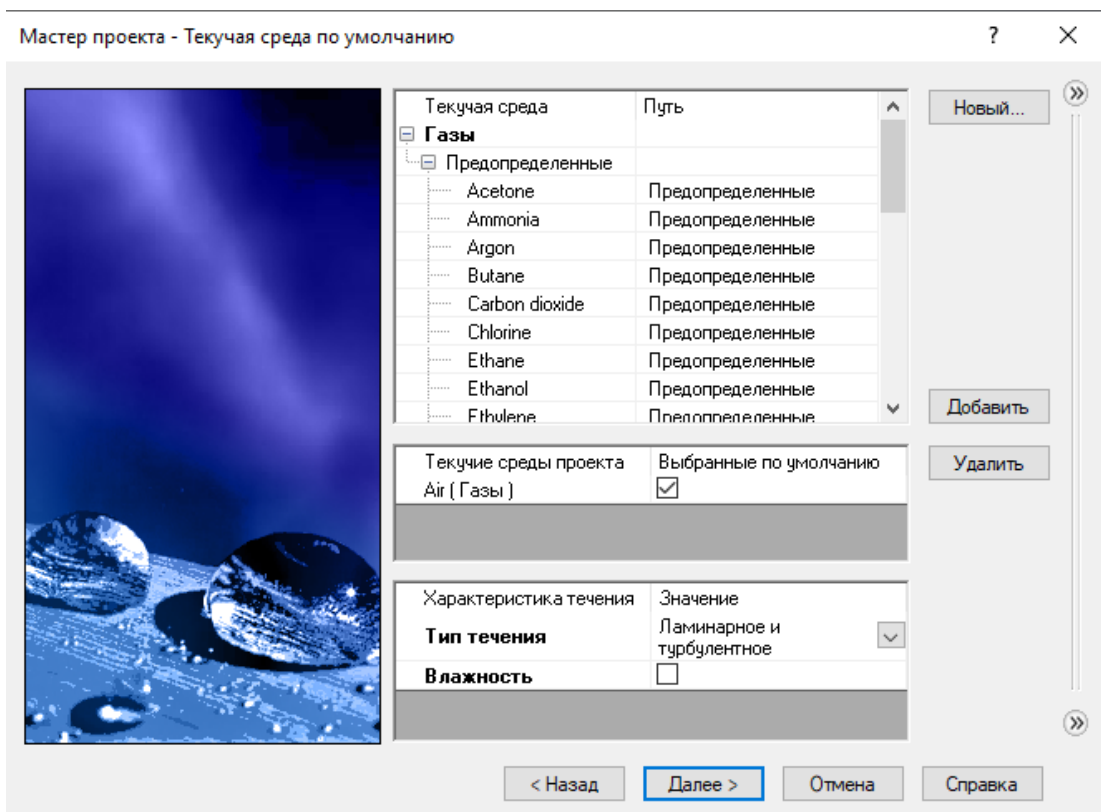 Мастер проекта - Текучая среда по умолчанию
?
Текучая среда Путь
Новый...
Газы
Предопределенные
Acetone Предопределенные
Ammonia Предопределенные
Argon Предопределенные
Butane Предопределенные
Carbon dioxide Предопределенные
Chlorine Предопределенные
Ethane Предопределенные
Ethanol Предопределенные
Ethylene Предопределенные
Добавить
Текучие среды проекта Выбранные по умолчанию
Удалить
Air ( Газы )
Характеристика течения Значение
Тип течения Ламинарное и
турбулентное
Влажность
< Назад Далее > Отмена Справка